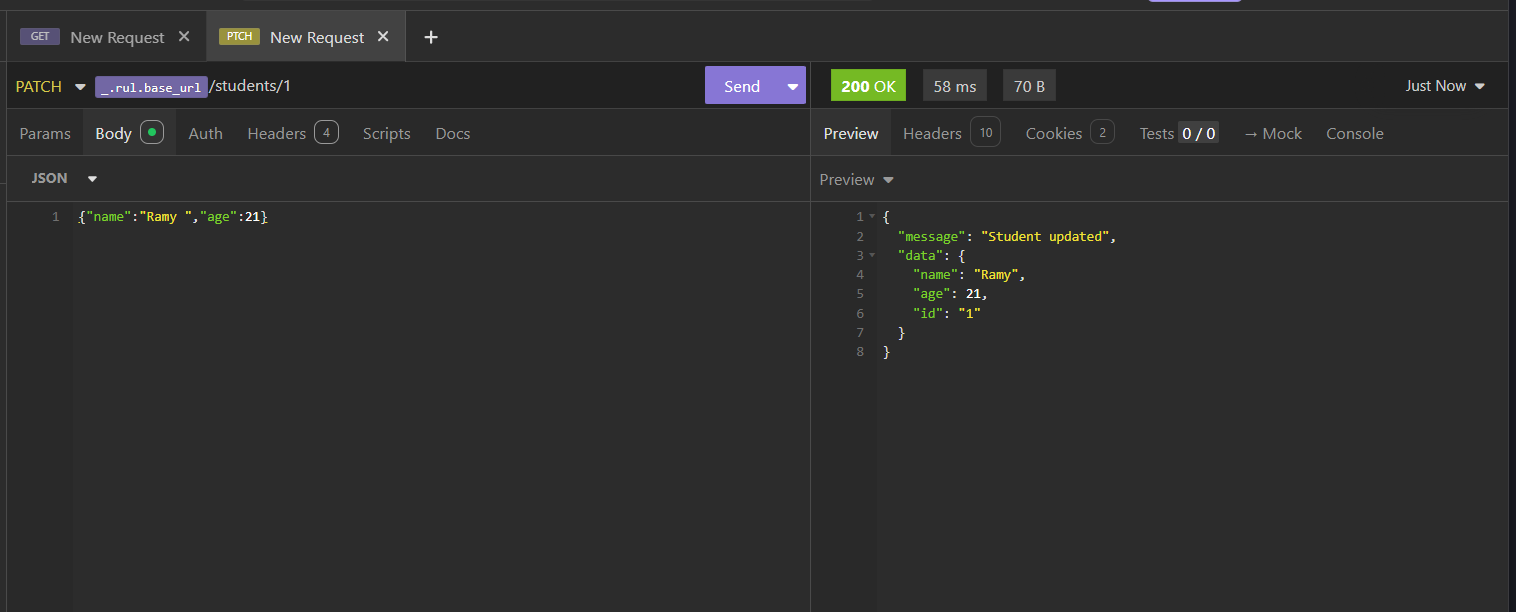 GET New Request × PTCH New Request × +
PATCH _.rul.base_url/students/1 Send
200 OK 58 ms 70 B Just Now
Params Body Auth Headers 4 Scripts Docs
Preview Headers 10 Cookies 2 Tests 0 / 0 → Mock Console
JSON
Preview
1 {"name":"Ramy ","age":21}
1 {
2 "message": "Student updated",
3 "data": {
4 "name": "Ramy",
5 "age": 21,
6 "id": "1"
7 }
8 }